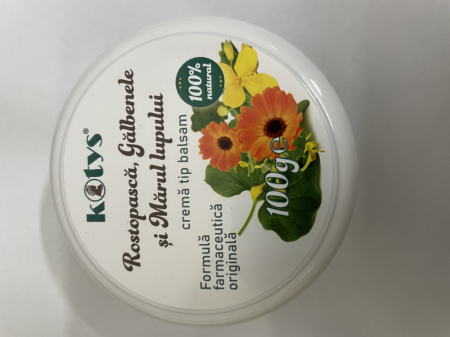 kotys®
Rostopască, Gălbenele
și Mărul lupului
cremă tip balsam
100%
natural
Formulă
farmaceutică
originală
100g e